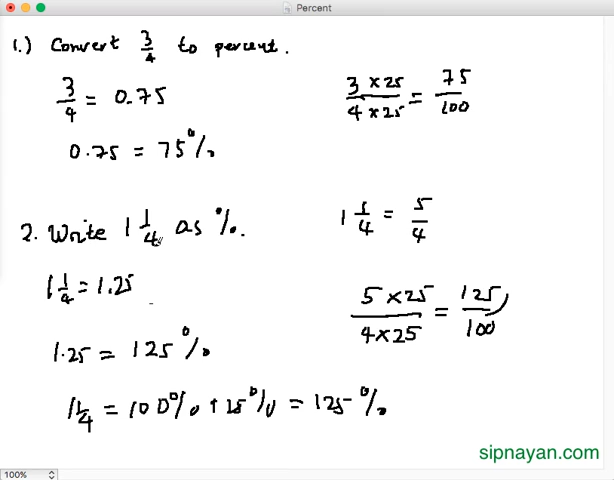 Percent
1.) Convert 3/4 to percent.
3/4 = 0.75
0.75 = 75%
3 x 25 / 4 x 25 = 75/100
2. Write 1 1/4 as %.
1 1/4 = 1.25
1.25 = 125%
1 1/4 = 100% + 25% = 125%
1 1/4 = 5/4
5 x 25 / 4 x 25 = 125/100
sipnayan.com
100%